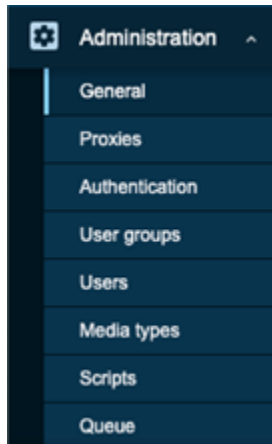 Administration
General
Proxies
Authentication
User groups
Users
Media types
Scripts
Queue